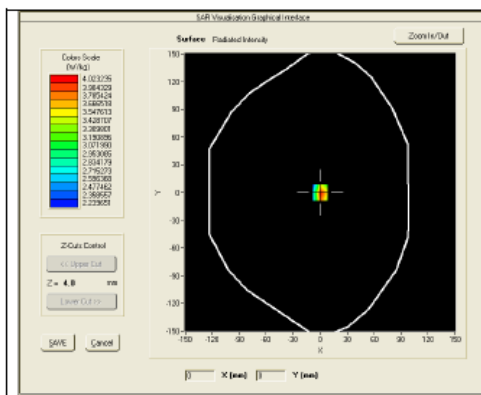 SAR Visualisation Graphical Interface
Surface Radiated Intensity
Zoom In/Out
Colors Scale
(W/kg)
4.023235
3.904329
3.785424
3.666518
3.547613
3.428707
3.309801
3.190896
3.071990
2.953085
2.834179
2.715273
2.596368
2.477462
2.358557
2.239651
Z-Cuts Control
<< Upper Cut
Z = 4.0 mm
Lower Cut >>
SAVE Cancel
150
120
90
60
30
0
-30
-60
-90
-120
-150
Y
-150 -120 -90 -60 -30 0 30 60 90 120 150
X
0 X (mm) Y (mm)